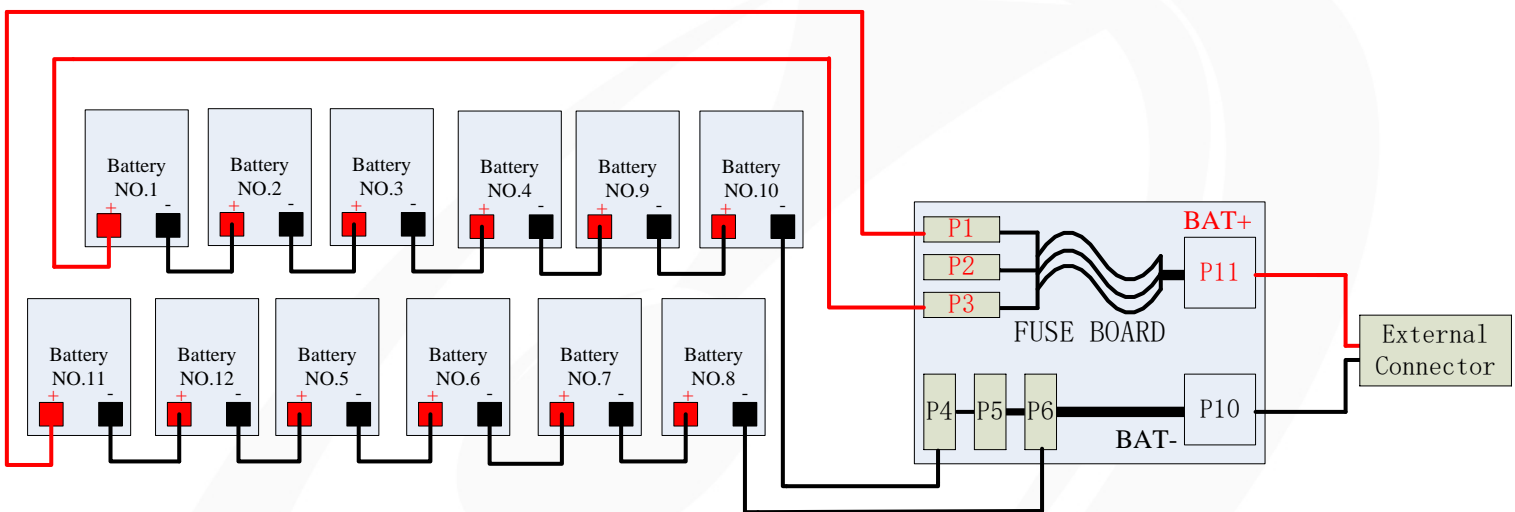 Battery
NO.1
+
-
Battery
NO.2
+
-
Battery
NO.3
+
-
Battery
NO.4
+
-
Battery
NO.9
+
-
Battery
NO.10
+
-
Battery
NO.11
+
-
Battery
NO.12
+
-
Battery
NO.5
+
-
Battery
NO.6
+
-
Battery
NO.7
+
-
Battery
NO.8
+
-
BAT+
P1
P2
P3
P11
FUSE BOARD
P4
P5
P6
P10
BAT-
External
Connector